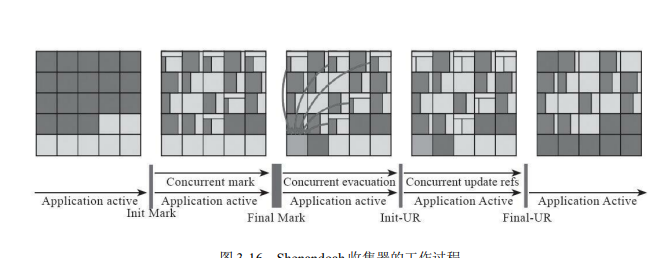 Concurrent mark
Concurrent evacuation
Concurrent update refs
Application active
Application active
Application active
Application Active
Application Active
Init Mark
Final Mark
Init-UR
Final-UR
图 3-16 Shenandoah 收集器的工作过程